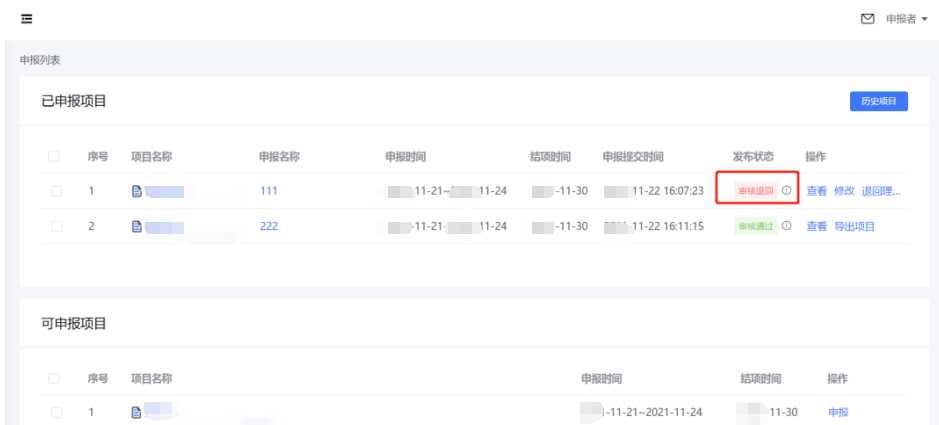 申报者
申报列表
已申报项目
历史项目
序号 项目名称 申报名称 申报时间 结项时间 申报提交时间 发布状态 操作
1 111 11-21~ 11-24 -11-30 11-22 16:07:23 审核退回 查看 修改 退回理...
2 222 -11-21 11-24 -11-30 11-22 16:11:15 审核通过 查看 导出项目
可申报项目
序号 项目名称 申报时间 结项时间 操作
1 -11-21~2021-11-24 11-30 申报